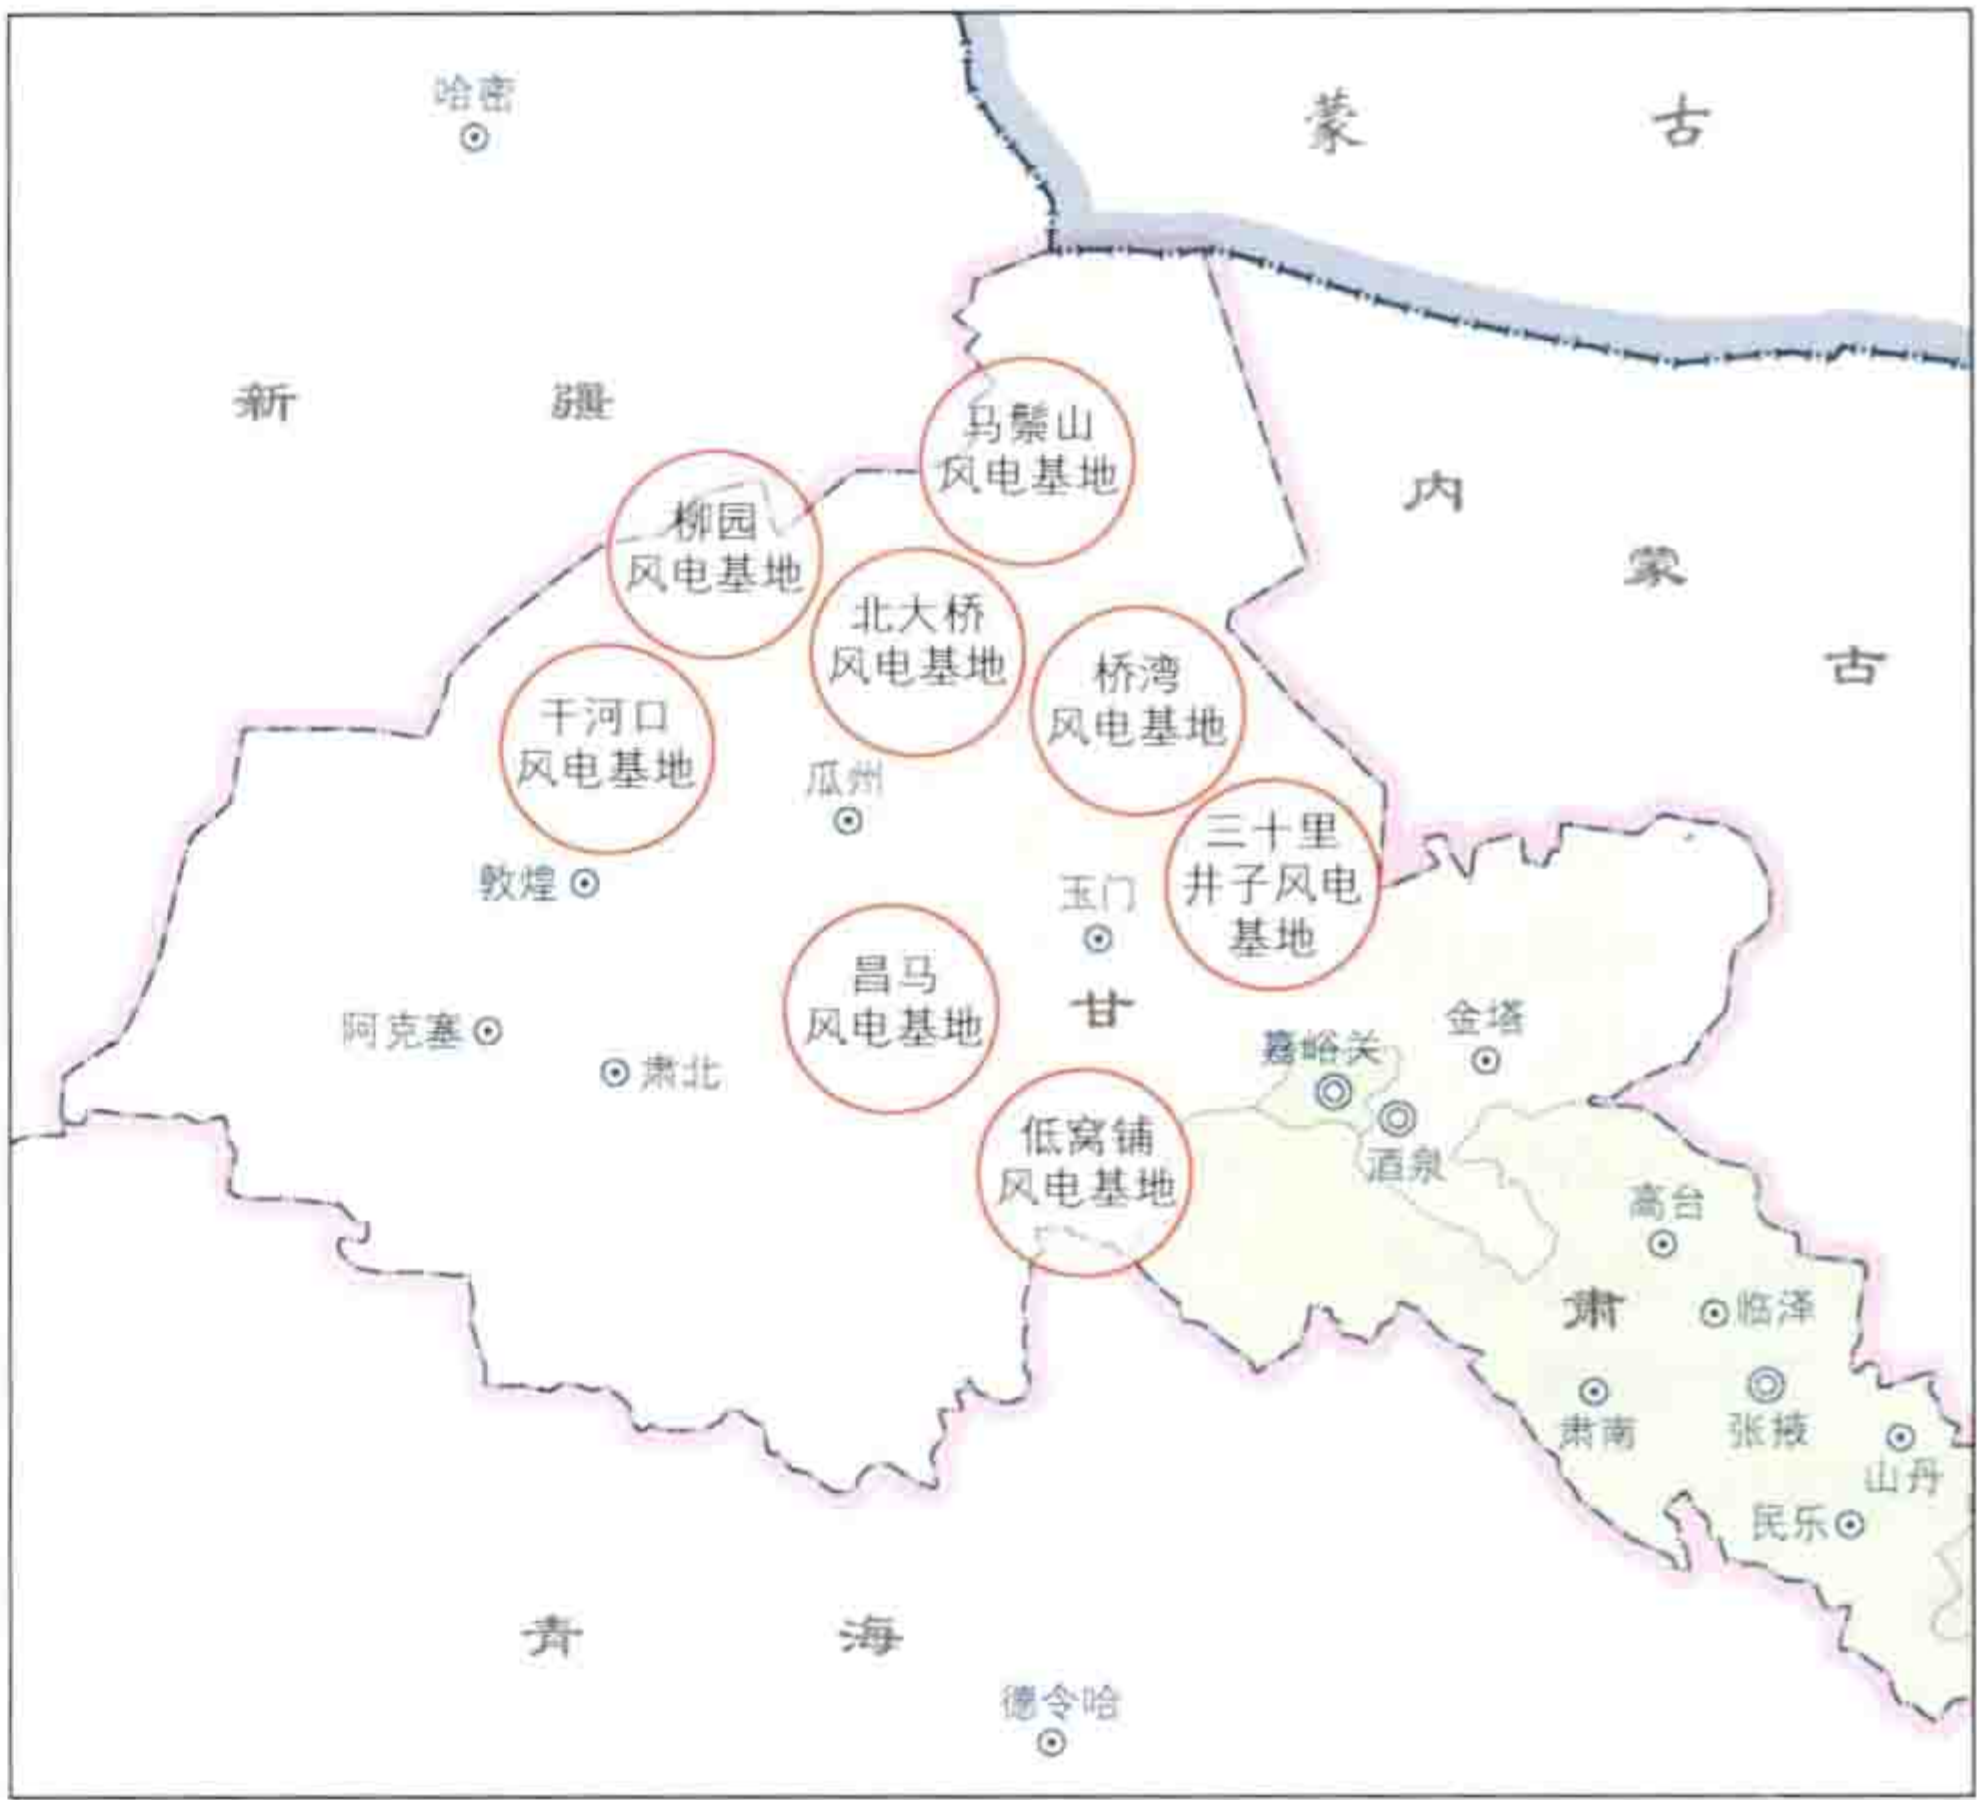 哈密
蒙 古
新 疆
马鬃山
风电基地
内
蒙
古
柳园
风电基地
北大桥
风电基地
桥湾
风电基地
干河口
风电基地
瓜州
三十里
井子风电
基地
敦煌
玉门
昌马
风电基地
甘
阿克塞
肃北
嘉峪关
金塔
低窝铺
风电基地
酒泉
高台
肃
临泽
肃南
张掖
山丹
民乐
青 海
德令哈